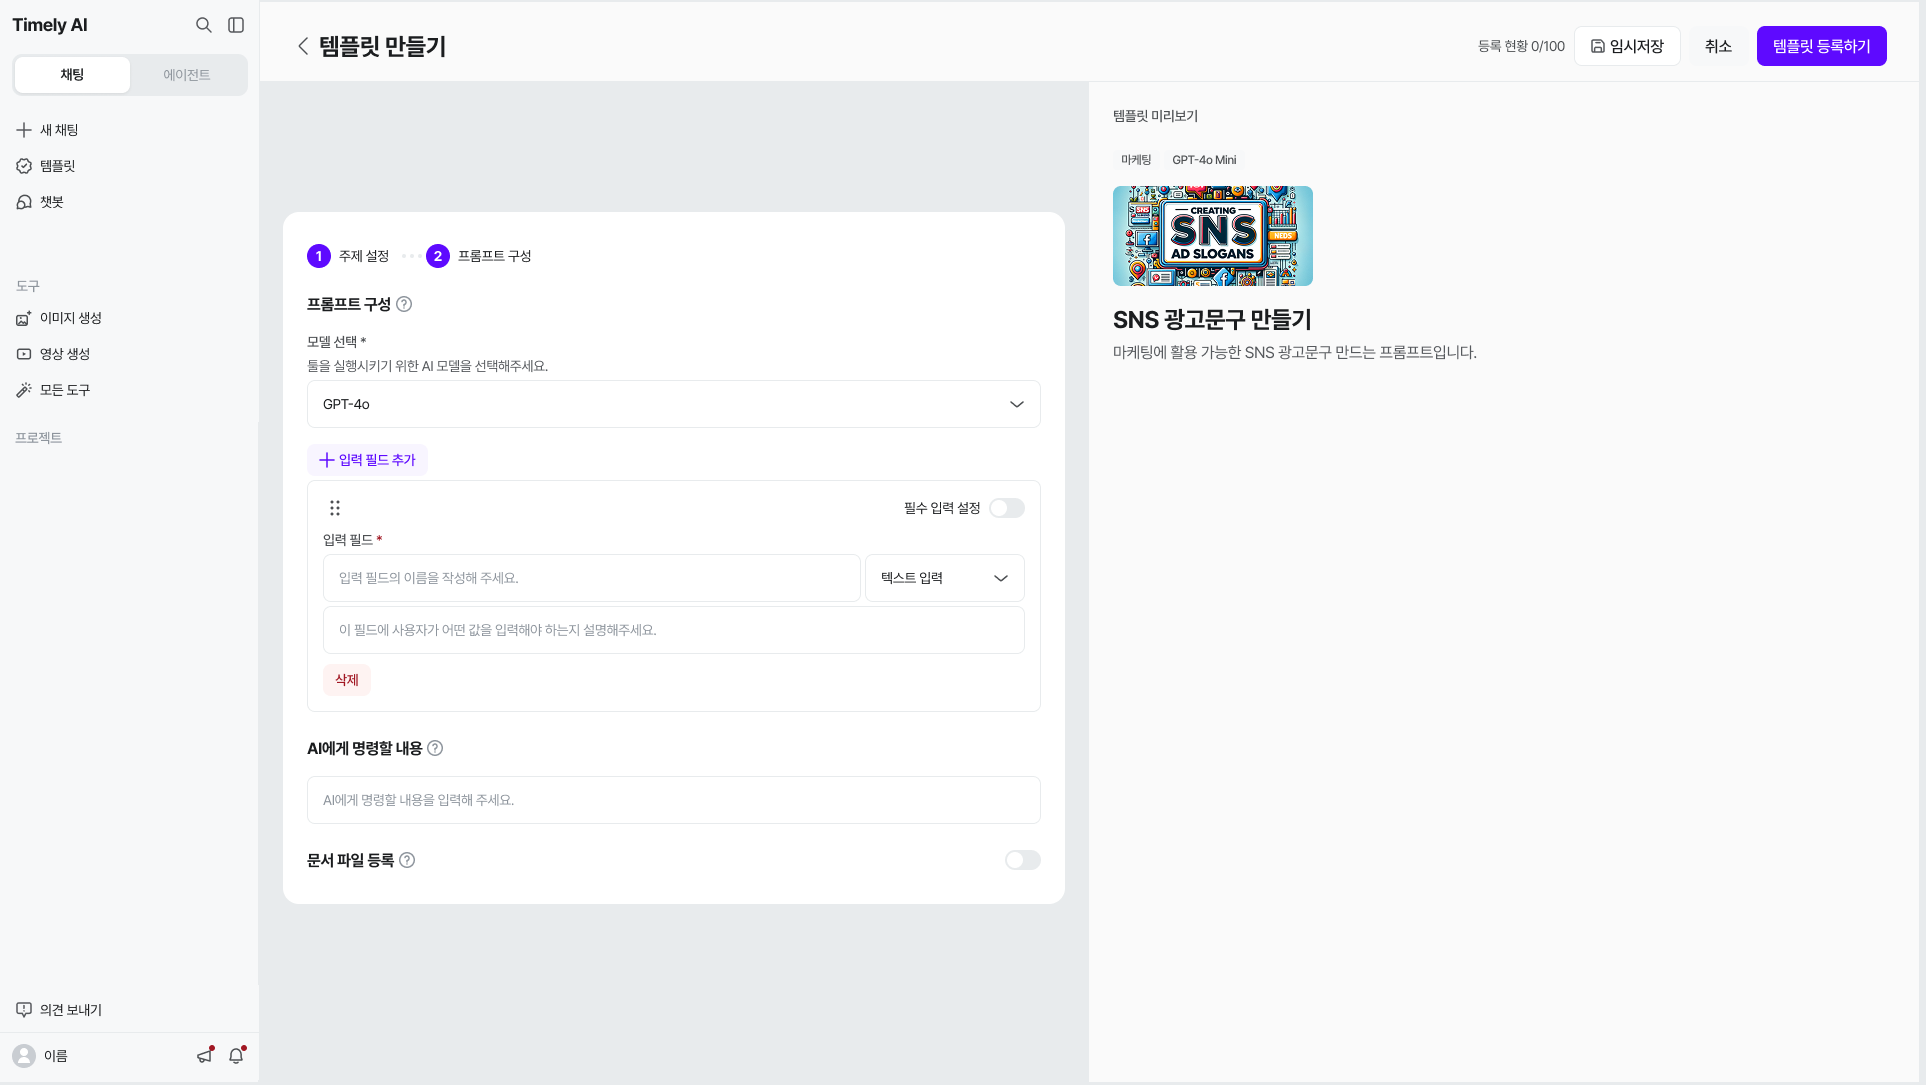 Timely AI
채팅
에이전트
새 채팅
템플릿
챗봇
도구
이미지 생성
영상 생성
모든 도구
프로젝트
의견 보내기
이름
템플릿 만들기
등록 현황 0/100
임시저장
취소
템플릿 등록하기
1 주제 설정
2 프롬프트 구성
프롬프트 구성
모델 선택 *
툴을 실행시키기 위한 AI 모델을 선택해주세요.
GPT-4o
입력 필드 추가
필수 입력 설정
입력 필드 *
입력 필드의 이름을 작성해 주세요.
텍스트 입력
이 필드에 사용자가 어떤 값을 입력해야 하는지 설명해주세요.
삭제
AI에게 명령할 내용
AI에게 명령할 내용을 입력해 주세요.
문서 파일 등록
템플릿 미리보기
마케팅
GPT-4o Mini
CREATING
SNS
AD SLOGANS
SNS 광고문구 만들기
마케팅에 활용 가능한 SNS 광고문구 만드는 프롬프트입니다.